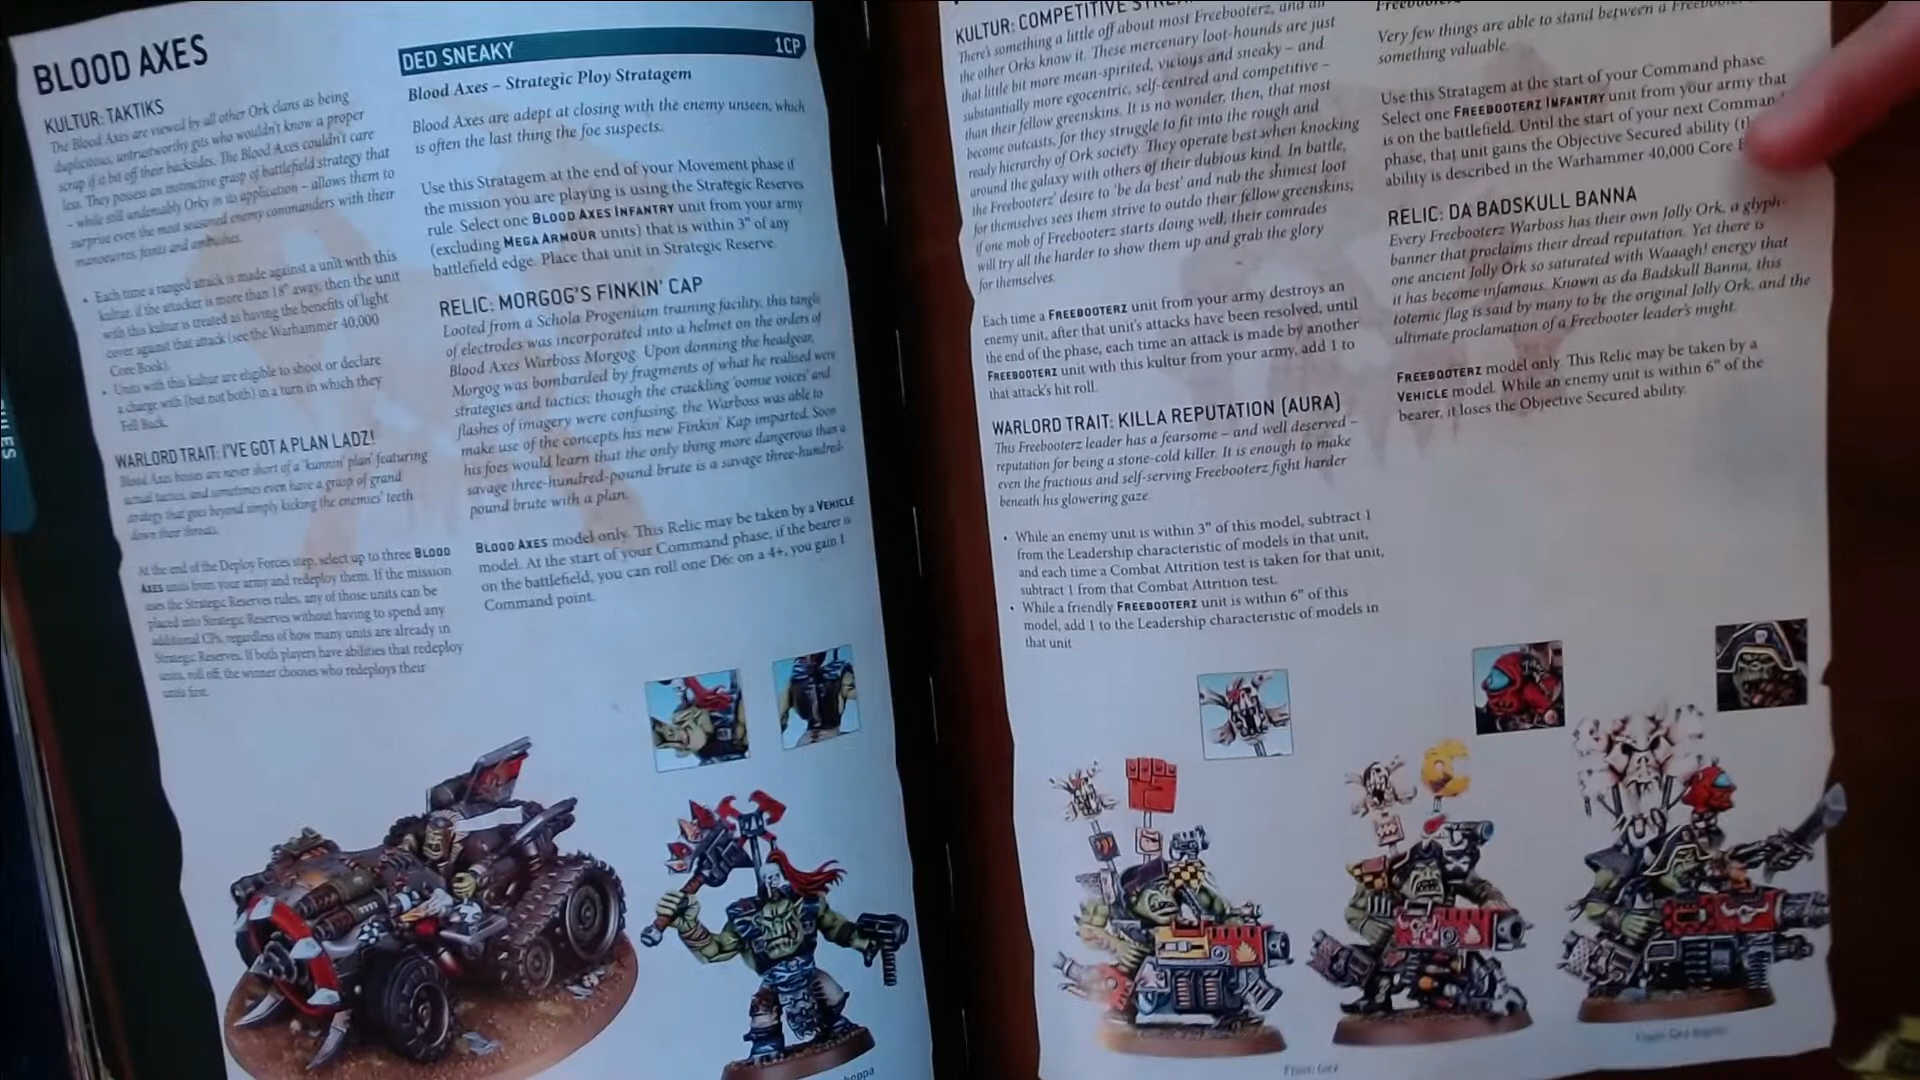 BLOOD AXES
KULTUR: TAKTIKS
The Blood Axes are viewed by all other Ork clans as being
duplicitous, untrustworthy gits who wouldn't know a proper
scrap if it bit off their backsides. The Blood Axes couldn't care
less. They possess an instinctive grasp of battlefield strategy that
– while still undeniably Orky in its application – allows them to
surprise even the most seasoned enemy commanders with their
manoeuvres, feints and ambushes.
• Each time a ranged attack is made against a unit with this
kultur, if the attacker is more than 18" away, then the unit
with this kultur is treated as having the benefits of light
cover against that attack (see the Warhammer 40,000
Core Book).
• Units with this kultur are eligible to shoot or declare
a charge with (but not both) in a turn in which they
Fell Back.
WARLORD TRAIT: I'VE GOT A PLAN LADZ!
Blood Axes bosses are never short of a 'kunnin' plan' featuring
actual tactics, and sometimes even have a grasp of grand
strategy that goes beyond simply kicking the enemies' teeth
down their throats.
At the end of the Deploy Forces step, select up to three BLOOD
AXES units from your army and redeploy them. If the mission
uses the Strategic Reserves rules, any of those units can be
placed into Strategic Reserves without having to spend any
additional CPs, regardless of how many units are already in
Strategic Reserves. If both players have abilities that redeploy
units, roll off; the winner chooses who redeploys their
units first.
DED SNEAKY 1CP
Blood Axes – Strategic Ploy Stratagem
Blood Axes are adept at closing with the enemy unseen, which
is often the last thing the foe suspects.
Use this Stratagem at the end of your Movement phase if
the mission you are playing is using the Strategic Reserves
rule. Select one BLOOD AXES INFANTRY unit from your army
(excluding MEGA ARMOUR units) that is within 3" of any
battlefield edge. Place that unit in Strategic Reserve.
RELIC: MORGOG'S FINKIN' CAP
Looted from a Schola Progenium training facility, this tangle
of electrodes was incorporated into a helmet on the orders of
Blood Axes Warboss Morgog. Upon donning the headgear,
Morgog was bombarded by fragments of what he realised were
strategies and tactics; though the crackling 'oomie voices' and
flashes of imagery were confusing, the Warboss was able to
make use of the concepts his new Finkin' Kap imparted. Soon
his foes would learn that the only thing more dangerous than a
savage three-hundred-pound brute is a savage three-hundred-
pound brute with a plan.
BLOOD AXES model only. This Relic may be taken by a VEHICLE
model. At the start of your Command phase, if the bearer is
on the battlefield, you can roll one D6: on a 4+, you gain 1
Command point.
KULTUR: COMPETITIVE
There's something a little off about most Freebooterz, and all
the other Orks know it. These mercenary loot-hounds are just
that little bit more mean-spirited, vicious and sneaky – and
substantially more egocentric, self-centred and competitive –
than their fellow greenskins. It is no wonder, then, that most
become outcasts, for they struggle to fit into the rough and
ready hierarchy of Ork society. They operate best when knocking
around the galaxy with others of their dubious kind. In battle,
the Freebooterz' desire to 'be da best' and nab the shiniest loot
for themselves sees them strive to outdo their fellow greenskins;
if one mob of Freebooterz starts doing well, their comrades
will try all the harder to show them up and grab the glory
for themselves.
Each time a FREEBOOTERZ unit from your army destroys an
enemy unit, after that unit's attacks have been resolved, until
the end of the phase, each time an attack is made by another
FREEBOOTERZ unit with this kultur from your army, add 1 to
that attack's hit roll.
WARLORD TRAIT: KILLA REPUTATION (AURA)
This Freebooterz leader has a fearsome – and well deserved –
reputation for being a stone-cold killer. It is enough to make
even the fractious and self-serving Freebooterz fight harder
beneath his glowering gaze.
• While an enemy unit is within 3" of this model, subtract 1
from the Leadership characteristic of models in that unit,
and each time a Combat Attrition test is taken for that unit,
subtract 1 from that Combat Attrition test.
• While a friendly FREEBOOTERZ unit is within 6" of this
model, add 1 to the Leadership characteristic of models in
that unit.
Very few things are able to stand between a
something valuable.
Use this Stratagem at the start of your Command phase.
Select one FREEBOOTERZ INFANTRY unit from your army that
is on the battlefield. Until the start of your next Comman
phase, that unit gains the Objective Secured ability (t
ability is described in the Warhammer 40,000 Core
RELIC: DA BADSKULL BANNA
Every Freebooterz Warboss has their own Jolly Ork, a glyph-
banner that proclaims their dread reputation. Yet there is
one ancient Jolly Ork so saturated with Waaagh! energy that
it has become infamous. Known as da Badskull Banna, this
totemic flag is said by many to be the original Jolly Ork, and the
ultimate proclamation of a Freebooter leader's might.
FREEBOOTERZ model only. This Relic may be taken by a
VEHICLE model. While an enemy unit is within 6" of the
bearer, it loses the Objective Secured ability.